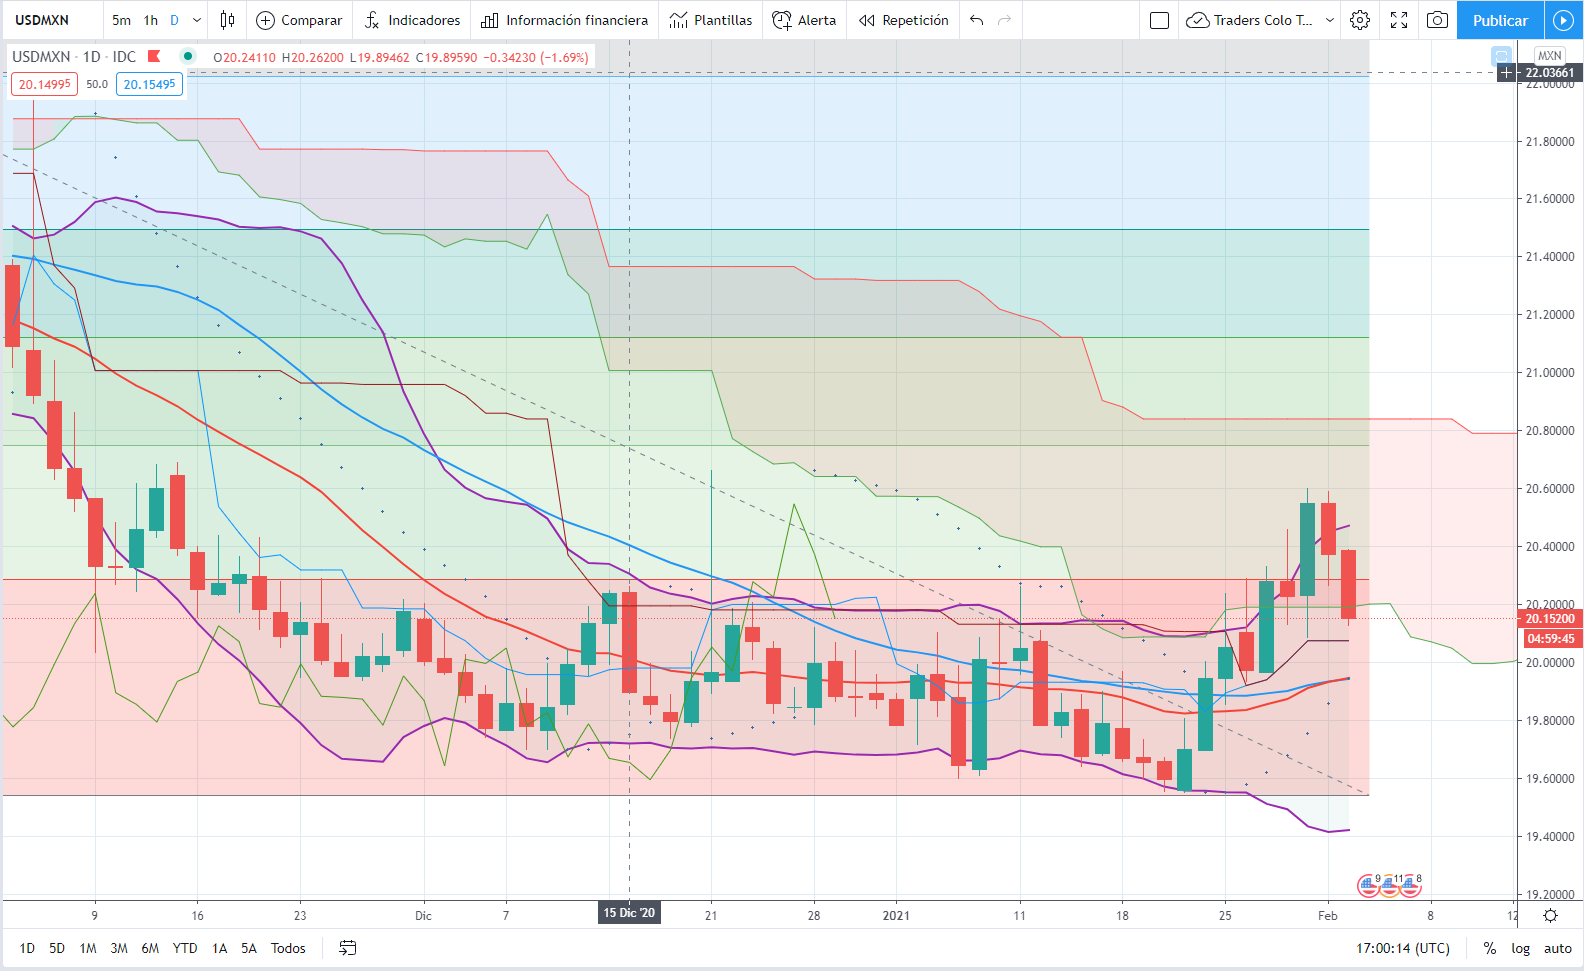 USDMXN 5m 1h D Comparar Indicadores Información financiera Plantillas Alerta Repetición Traders Colo T... Publicar
USDMXN · 1D · IDC O20.24110 H20.26200 L19.89462 C19.89590 −0.34230 (−1.69%)
20.14995 50.0 20.15495
MXN
22.03661
22.00000
21.80000
21.60000
21.40000
21.20000
21.00000
20.80000
20.60000
20.40000
20.20000
20.15200
04:59:45
20.00000
19.80000
19.60000
19.40000
19.20000
9 11 8
9 16 23 Dic 7 15 Dic '20 21 28 2021 11 18 25 Feb 8 12
1D 5D 1M 3M 6M YTD 1A 5A Todos 17:00:14 (UTC) % log auto